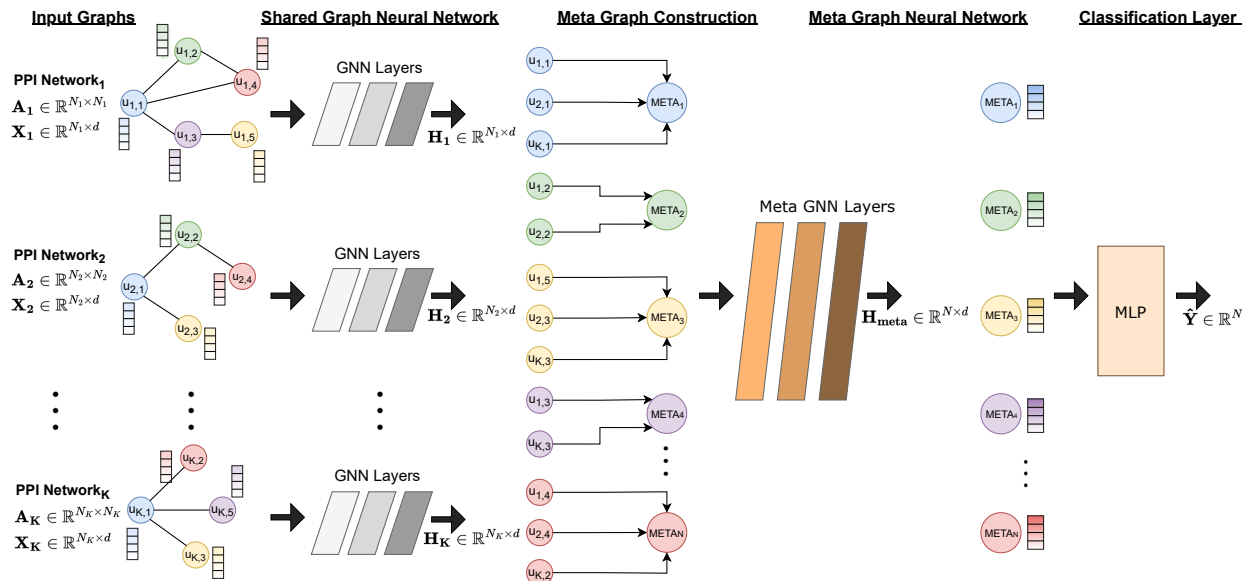 Input Graphs
Shared Graph Neural Network
Meta Graph Construction
Meta Graph Neural Network
Classification Layer
PPI Network1
A1 ∈ ℝ^{N1×N1}
X1 ∈ ℝ^{N1×d}
u1,1
u1,2
u1,4
u1,3
u1,5
GNN Layers
H1 ∈ ℝ^{N1×d}
PPI Network2
A2 ∈ ℝ^{N2×N2}
X2 ∈ ℝ^{N2×d}
u2,2
u2,1
u2,4
u2,3
GNN Layers
H2 ∈ ℝ^{N2×d}
PPI NetworkK
AK ∈ ℝ^{NK×NK}
XK ∈ ℝ^{NK×d}
uK,2
uK,1
uK,5
uK,3
GNN Layers
HK ∈ ℝ^{NK×d}
u1,1
u2,1
uK,1
META1
u1,2
u2,2
META2
u1,5
u2,3
uK,3
META3
u1,3
uK,3
META4
u1,4
u2,4
uK,2
METAN
Meta GNN Layers
Hmeta ∈ ℝ^{N×d}
META1
META2
META3
META4
METAN
MLP
Ŷ ∈ ℝ^N